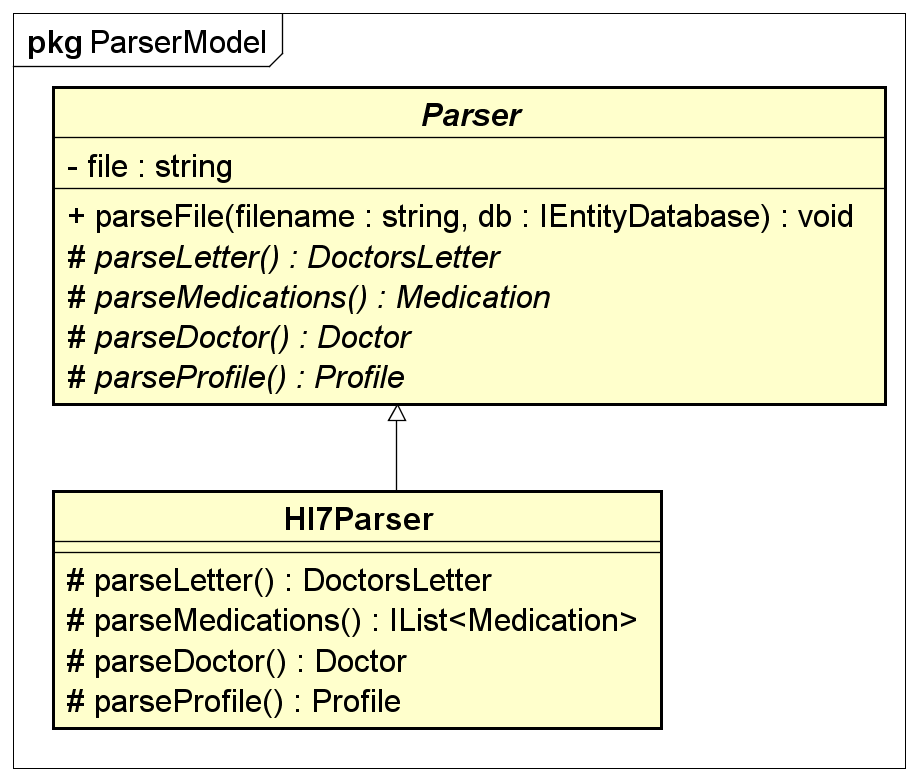 pkg ParserModel
Parser
- file : string
+ parseFile(filename : string, db : IEntityDatabase) : void
# parseLetter() : DoctorsLetter
# parseMedications() : Medication
# parseDoctor() : Doctor
# parseProfile() : Profile
Hl7Parser
# parseLetter() : DoctorsLetter
# parseMedications() : IList<Medication>
# parseDoctor() : Doctor
# parseProfile() : Profile